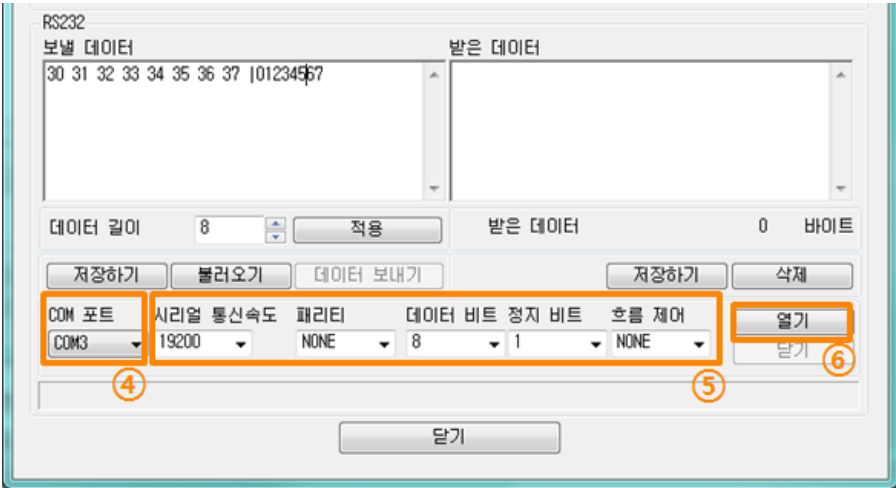 RS232
보낼 데이터
받은 데이터
30 31 32 33 34 35 36 37 |01234567
데이터 길이 8 적용
받은 데이터 0 바이트
저장하기 불러오기 데이터 보내기
저장하기 삭제
COM 포트 시리얼 통신속도 패리티 데이터 비트 정지 비트 흐름 제어
COM3 19200 NONE 8 1 NONE
열기
닫기
④ ⑤ ⑥
닫기